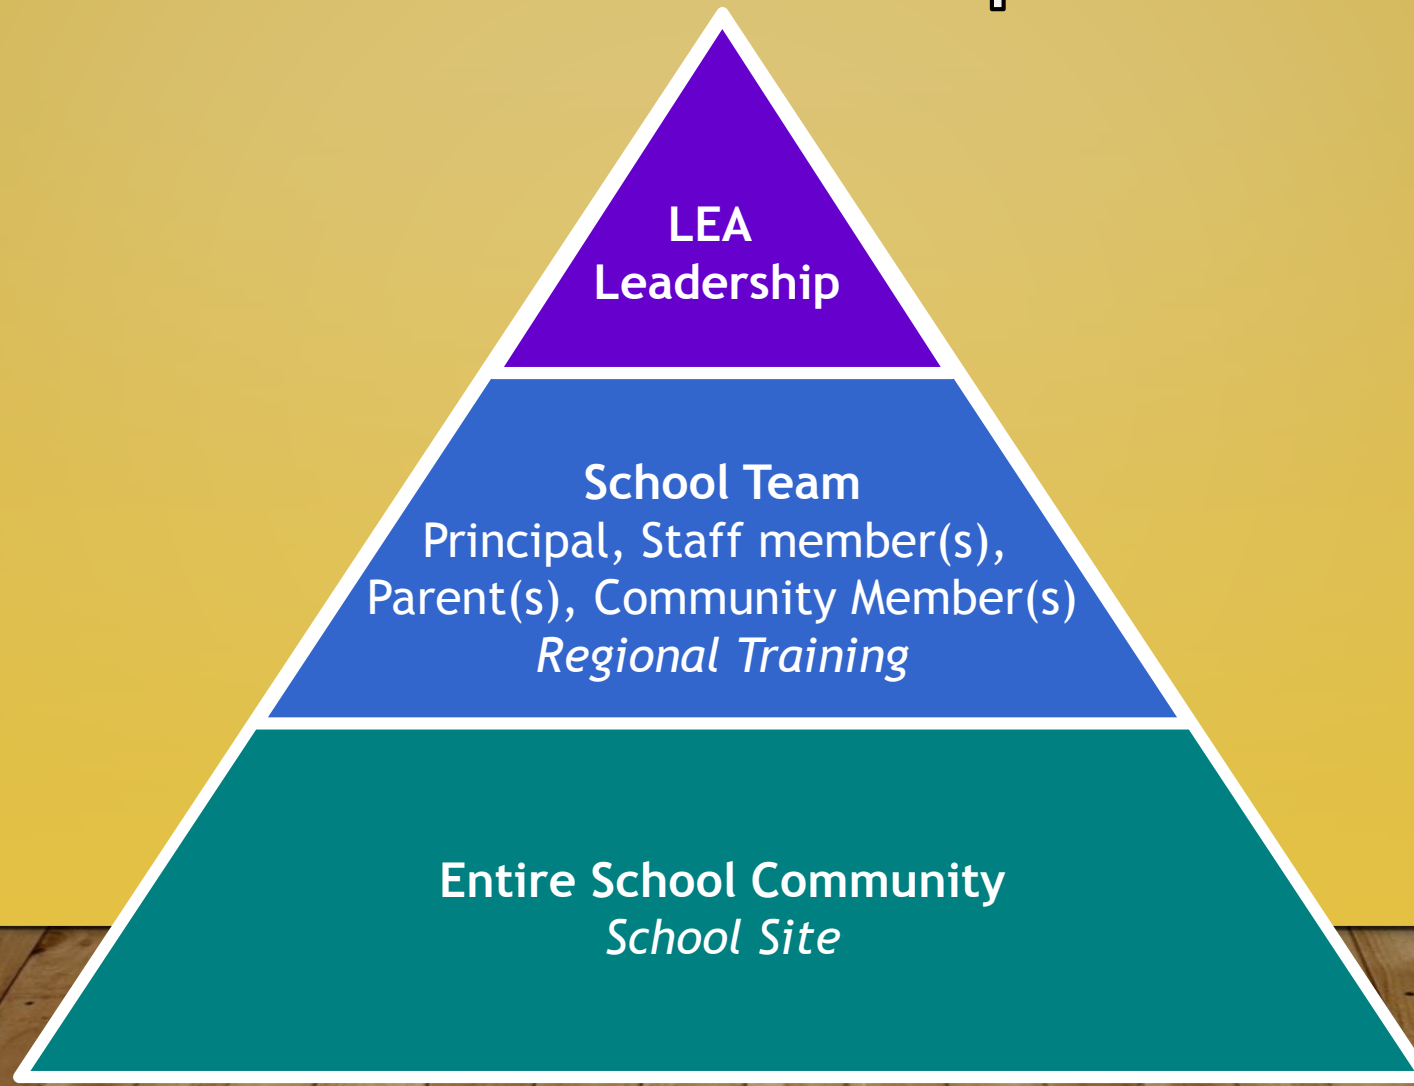 LEA
Leadership
School Team
Principal, Staff member(s),
Parent(s), Community Member(s)
Regional Training
Entire School Community
School Site